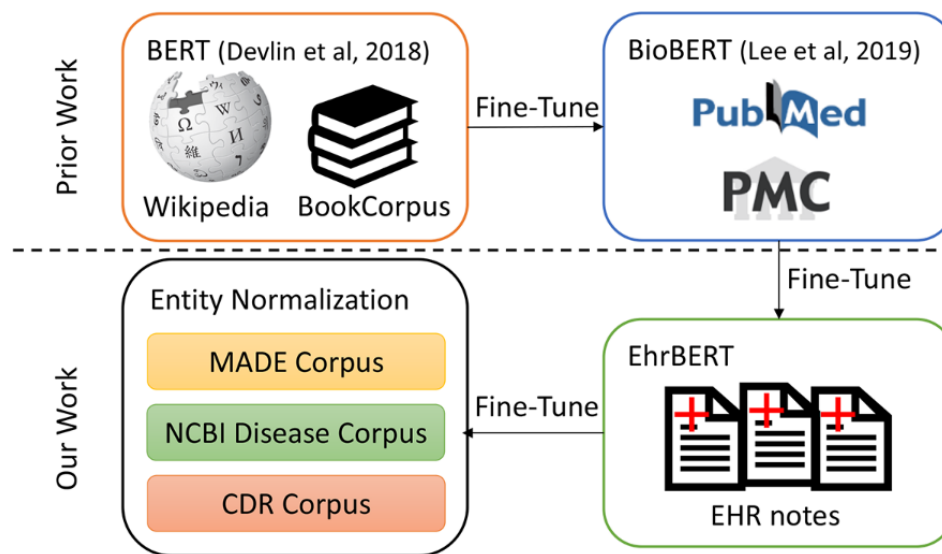 Prior Work
BERT (Devlin et al, 2018)
Ω W
維 И
Wikipedia
BookCorpus
Fine-Tune
BioBERT (Lee et al, 2019)
PubMed
PMC
Fine-Tune
Our Work
Entity Normalization
MADE Corpus
NCBI Disease Corpus
CDR Corpus
Fine-Tune
EhrBERT
EHR notes